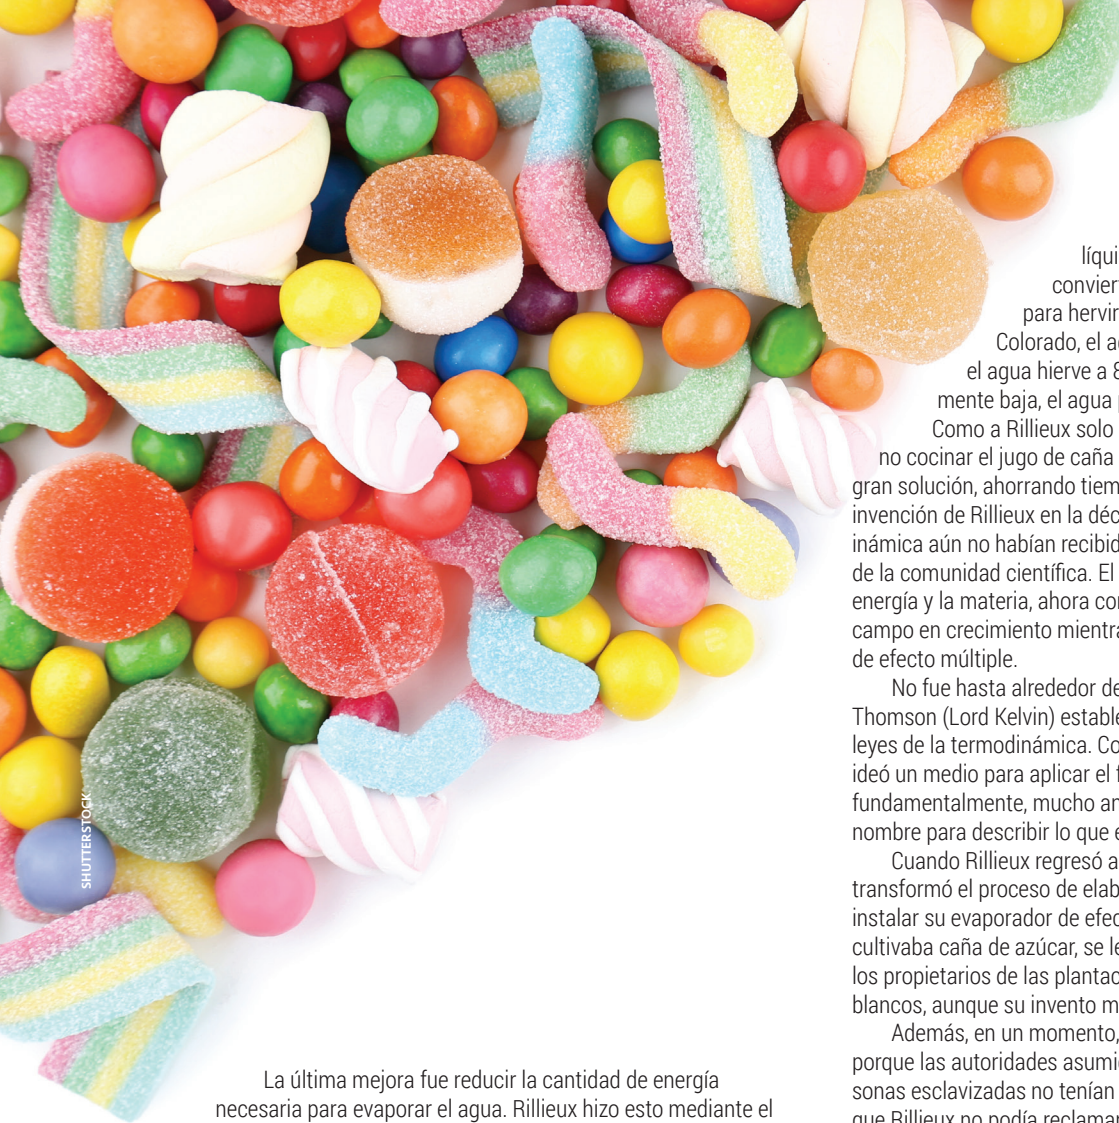 SHUTTERSTOCK
La última mejora fue reducir la cantidad de energía
necesaria para evaporar el agua. Rillieux hizo esto mediante el
líqui
convier
para hervir
Colorado, el a
el agua hierve a 8
mente baja, el agua
Como a Rillieux solo
no cocinar el jugo de caña
gran solución, ahorrando tiem
invención de Rillieux en la déc
inámica aún no habían recibid
de la comunidad científica. El
energía y la materia, ahora co
campo en crecimiento mientra
de efecto múltiple.
No fue hasta alrededor de
Thomson (Lord Kelvin) estable
leyes de la termodinámica. Co
ideó un medio para aplicar el
fundamentalmente, mucho an
nombre para describir lo que e
Cuando Rillieux regresó a
transformó el proceso de elab
instalar su evaporador de efec
cultivaba caña de azúcar, se le
los propietarios de las plantac
blancos, aunque su invento m
Además, en un momento,
porque las autoridades asumi
sonas esclavizadas no tenían
que Rillieux no podía reclamar